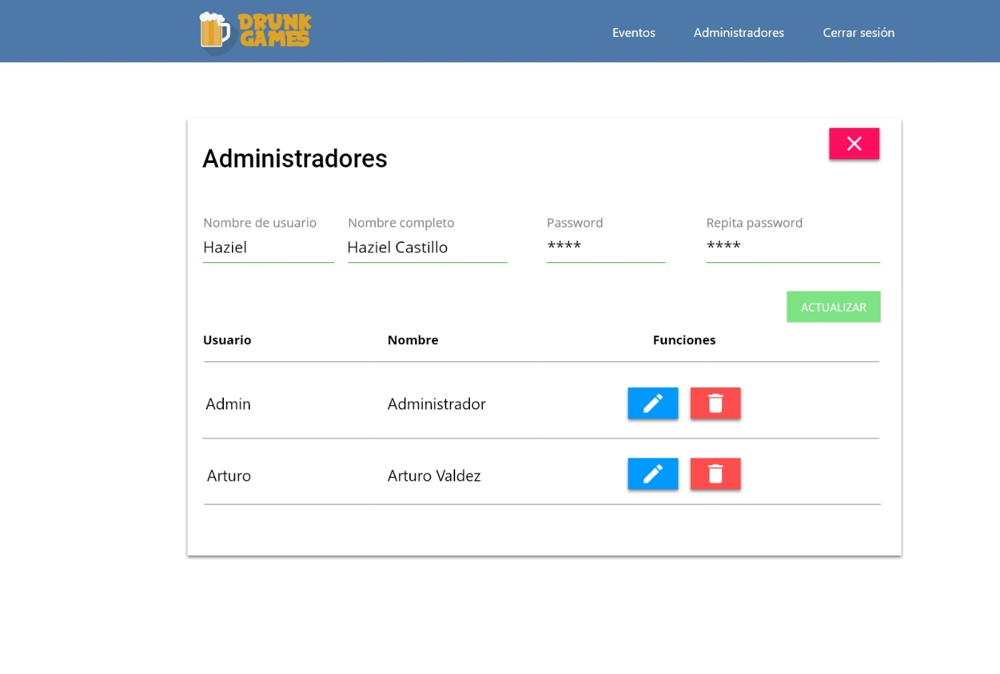 DRUNK
GAMES
Eventos Administradores Cerrar sesión
Administradores
Nombre de usuario Nombre completo Password Repita password
Haziel Haziel Castillo **** ****
ACTUALIZAR
Usuario Nombre Funciones
Admin Administrador
Arturo Arturo Valdez